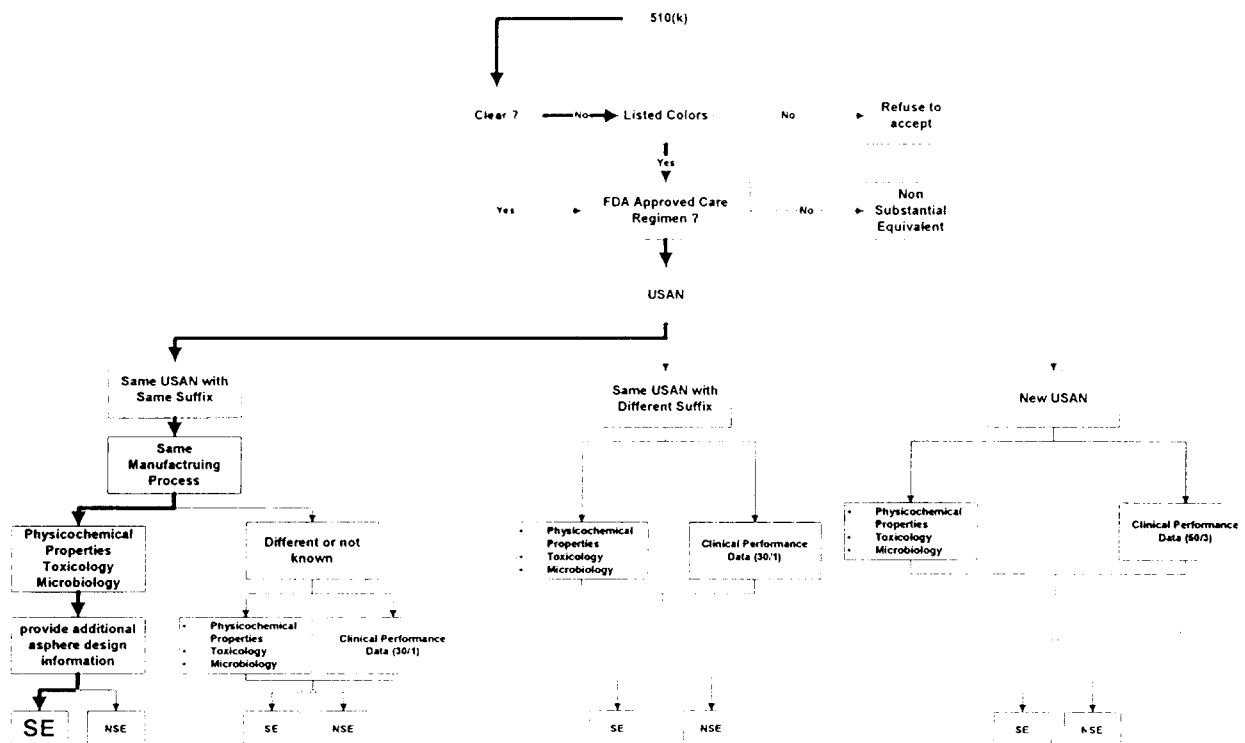 510(k)
Clear ?
No
Listed Colors
No
Refuse to
accept
Yes
Yes
FDA Approved Care
Regimen ?
No
Non
Substantial
Equivalent
USAN
Same USAN with
Same Suffix
Same USAN with
Different Suffix
New USAN
Same
Manufactruing
Process
Physicochemical
Properties
Toxicology
Microbiology
Different or not
known
• Physicochemical
Properties
• Toxicology
• Microbiology
Clinical Performance
Data (30/1)
• Physicochemical
Properties
• Toxicology
• Microbiology
Clinical Performance
Data (50/3)
provide additional
asphere design
information
• Physicochemical
Properties
• Toxicology
• Microbiology
Clinical Performance
Data (30/1)
SE
NSE
SE
NSE
SE
NSE
SE
NSE